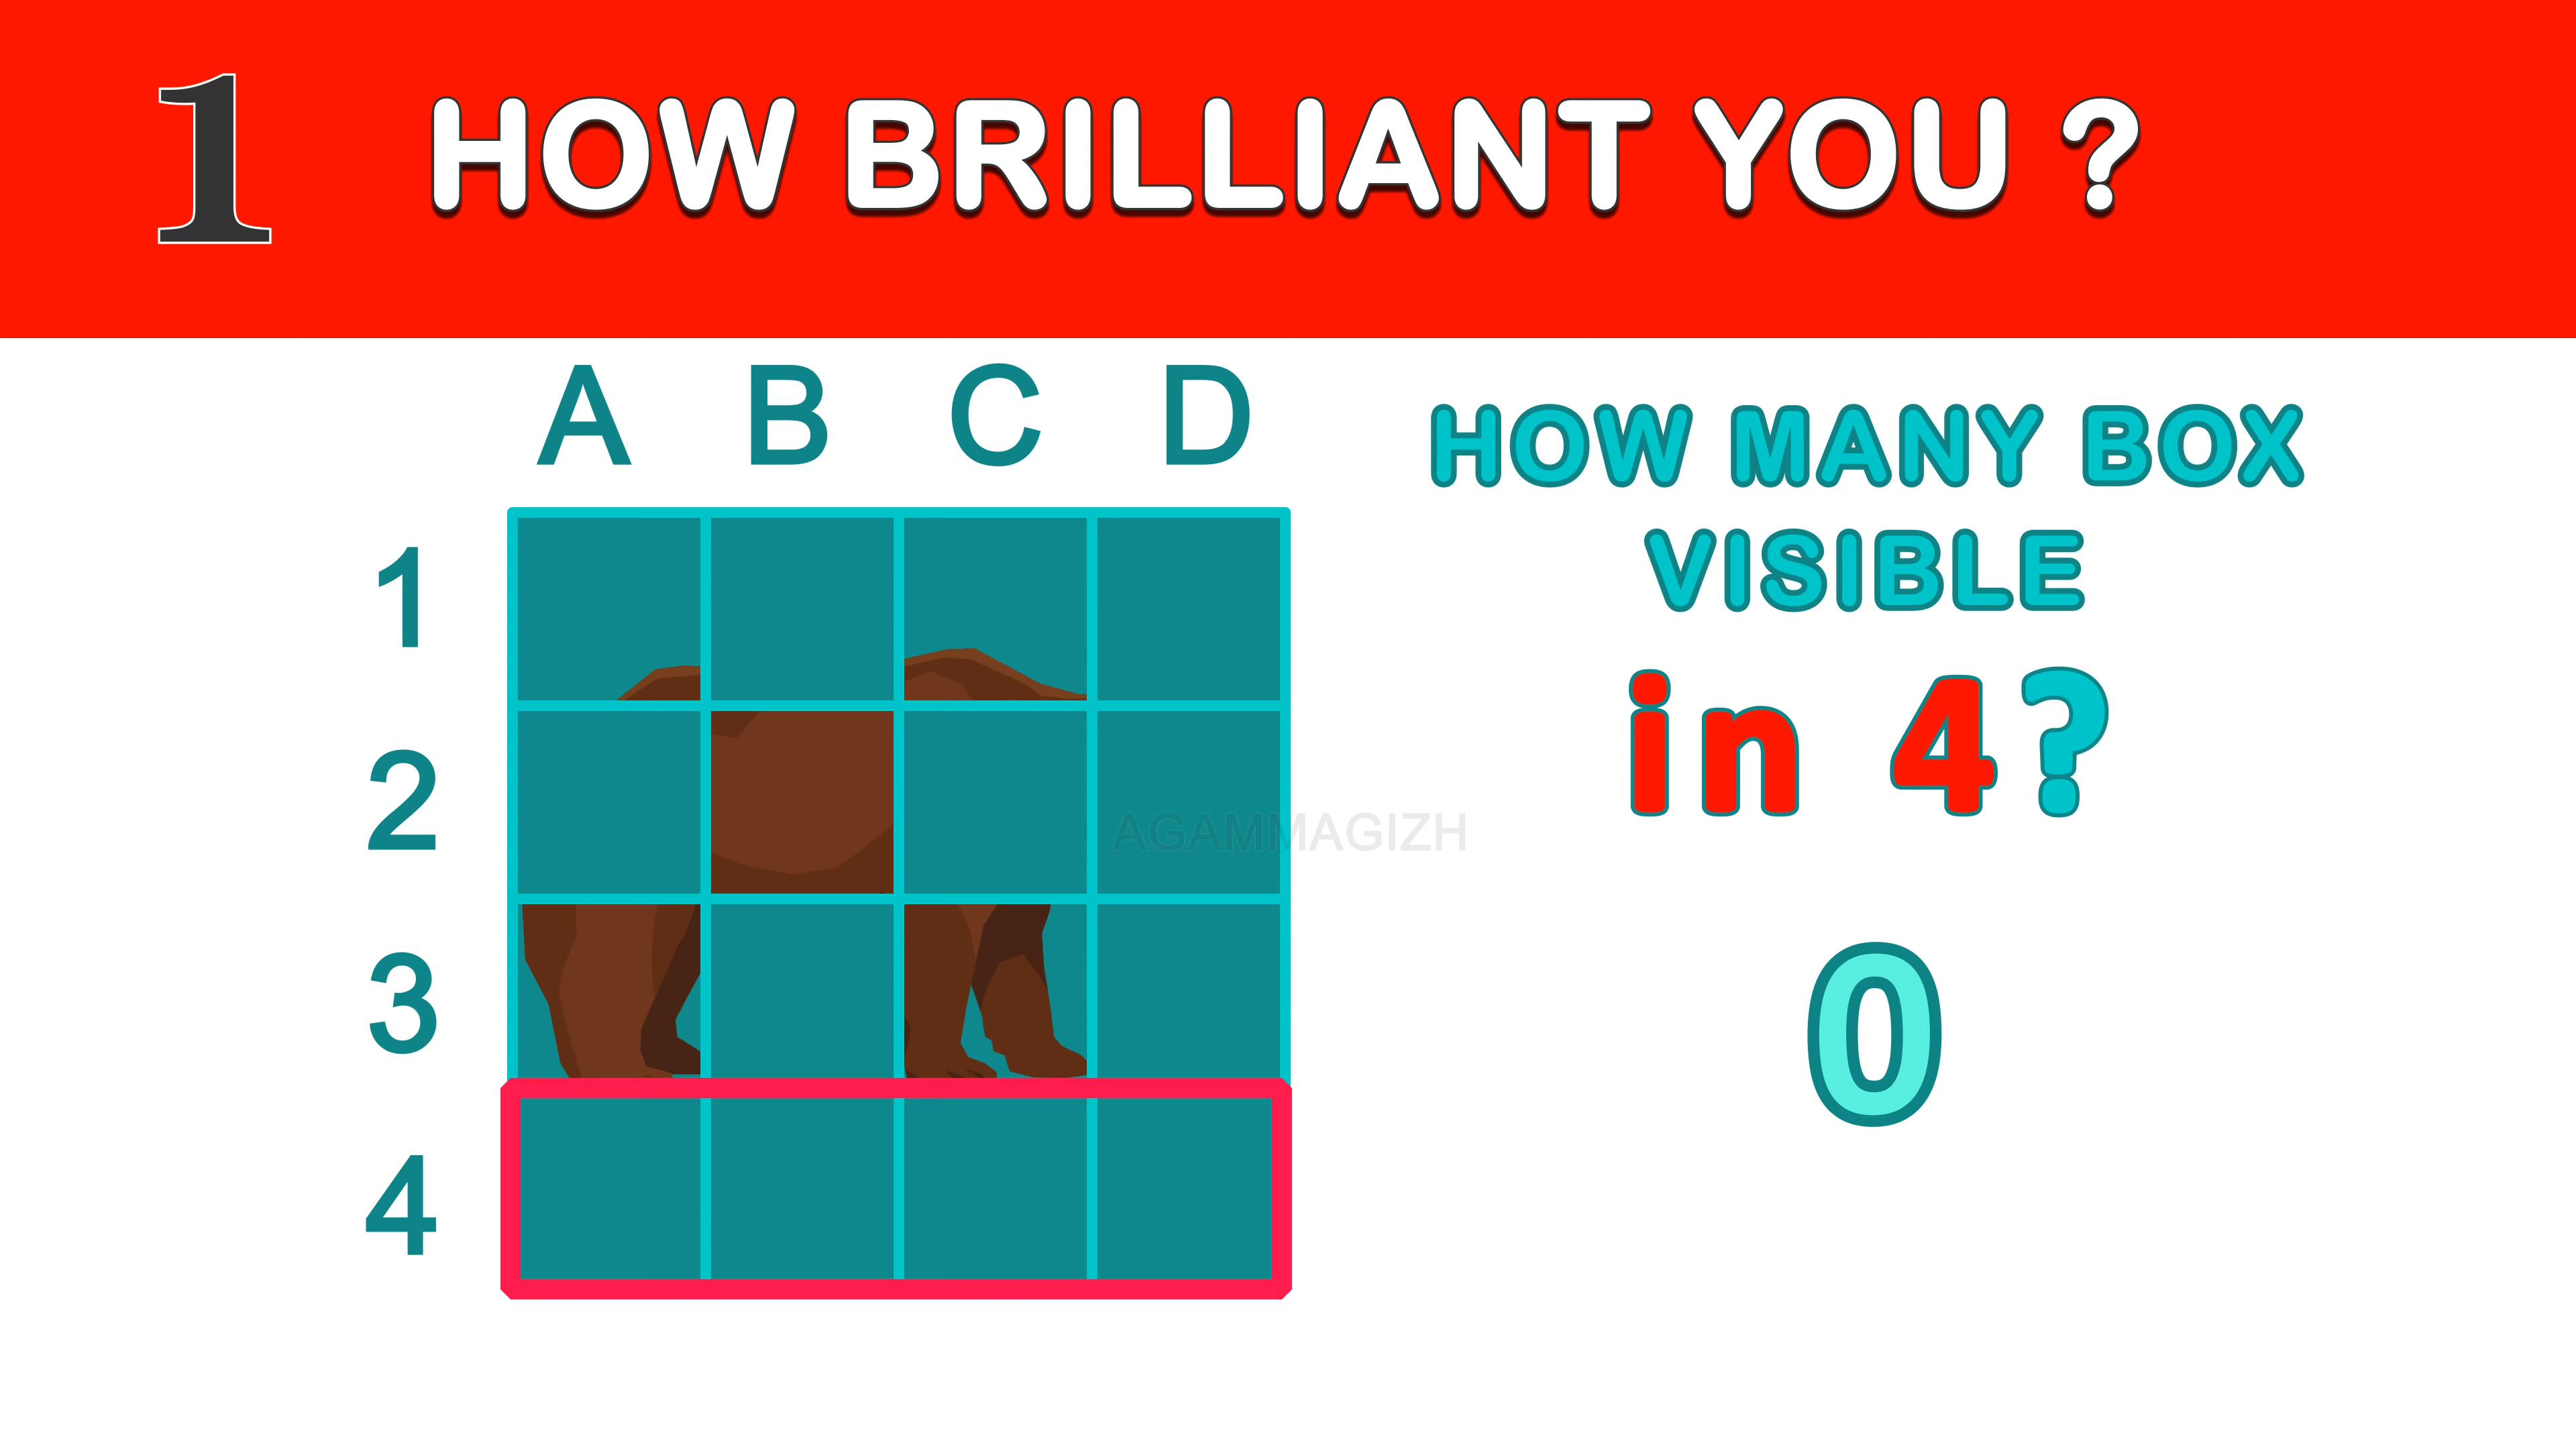 1 HOW BRILLIANT YOU ?
A B C D
HOW MANY BOX
VISIBLE
in 4?
0
1
2
3
4
AGAMMAGIZH